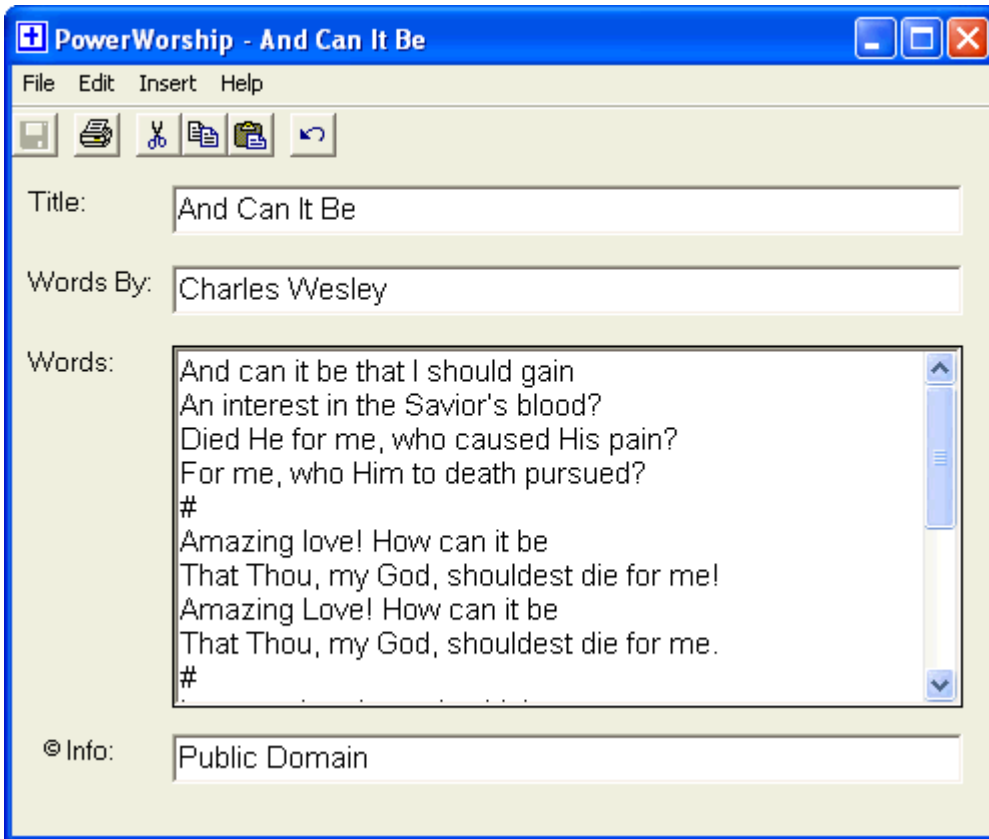 PowerWorship - And Can It Be
File Edit Insert Help
Title:
And Can It Be
Words By:
Charles Wesley
Words:
And can it be that I should gain
An interest in the Savior's blood?
Died He for me, who caused His pain?
For me, who Him to death pursued?
#
Amazing love! How can it be
That Thou, my God, shouldest die for me!
Amazing Love! How can it be
That Thou, my God, shouldest die for me.
#
© Info:
Public Domain